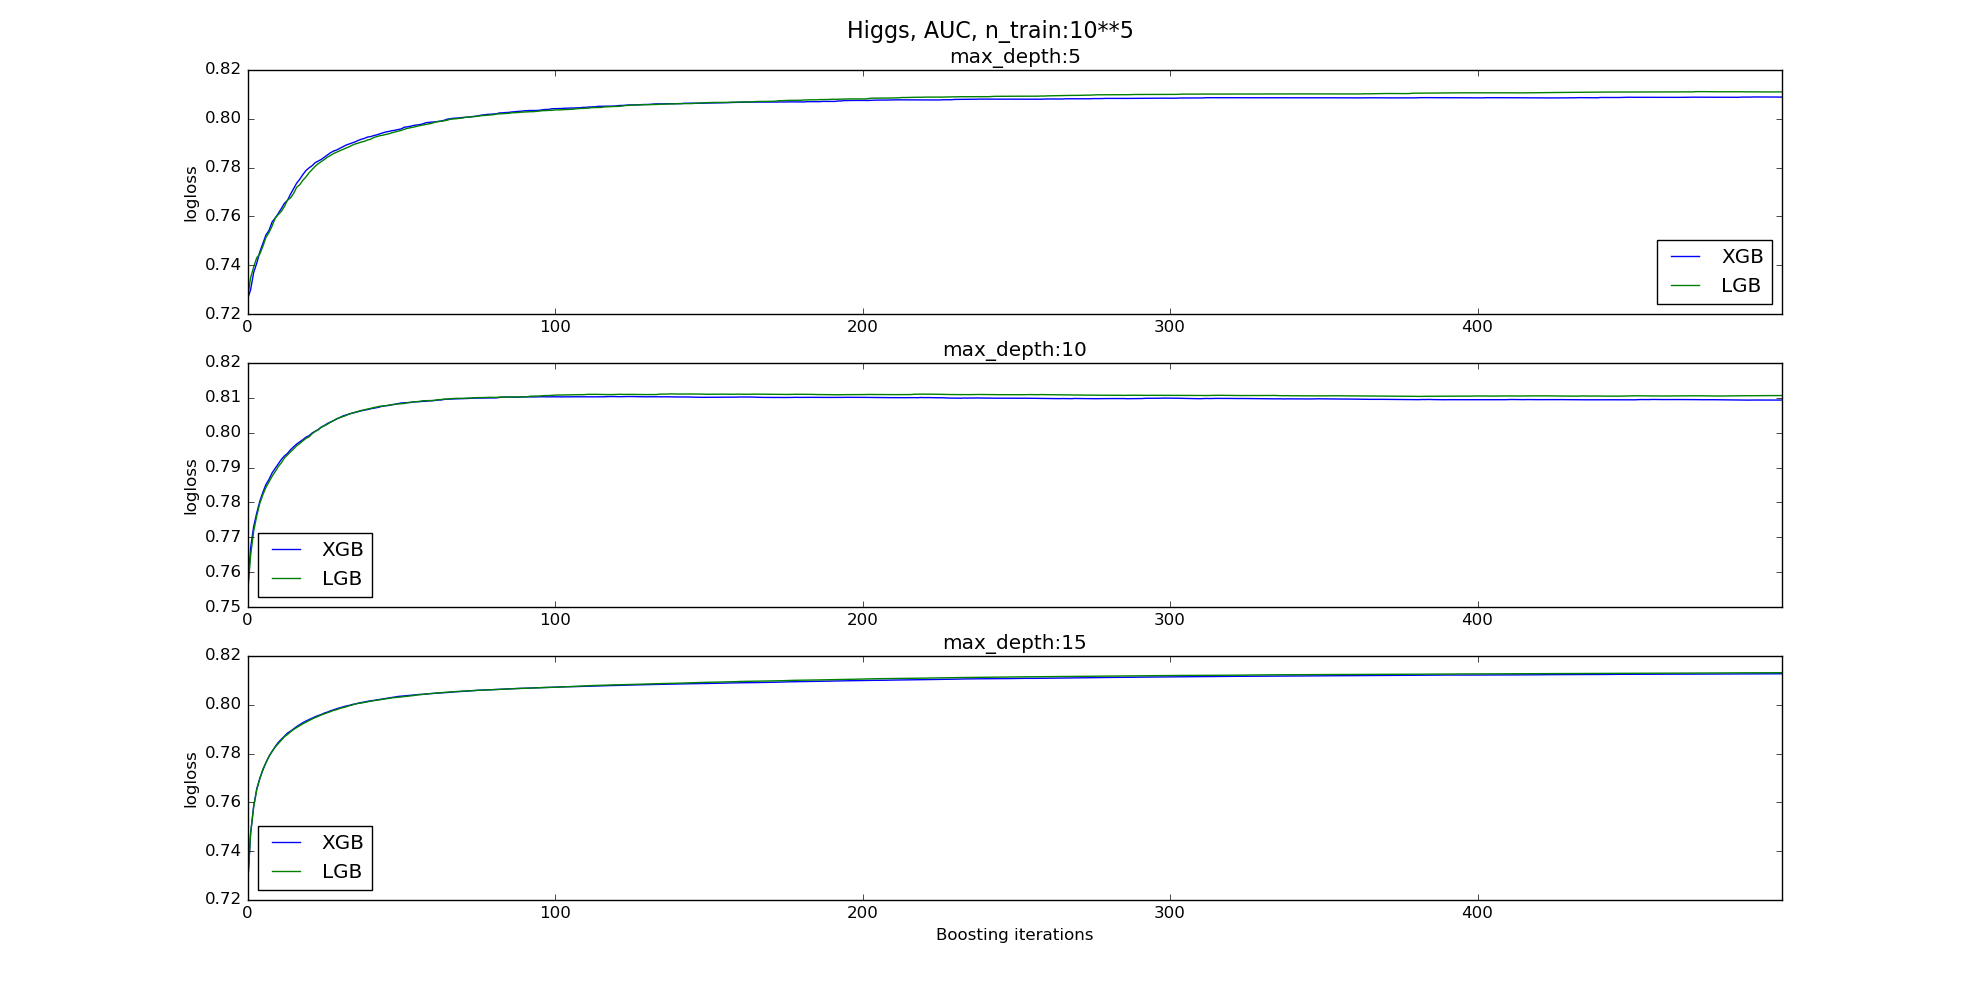 Higgs, AUC, n_train:10**5
max_depth:5
0.82
0.80
0.78
0.76
0.74
0.72
logloss
XGB
LGB
0 100 200 300 400
max_depth:10
0.82
0.81
0.80
0.79
0.78
0.77
0.76
0.75
logloss
XGB
LGB
0 100 200 300 400
max_depth:15
0.82
0.80
0.78
0.76
0.74
0.72
logloss
XGB
LGB
0 100 200 300 400
Boosting iterations